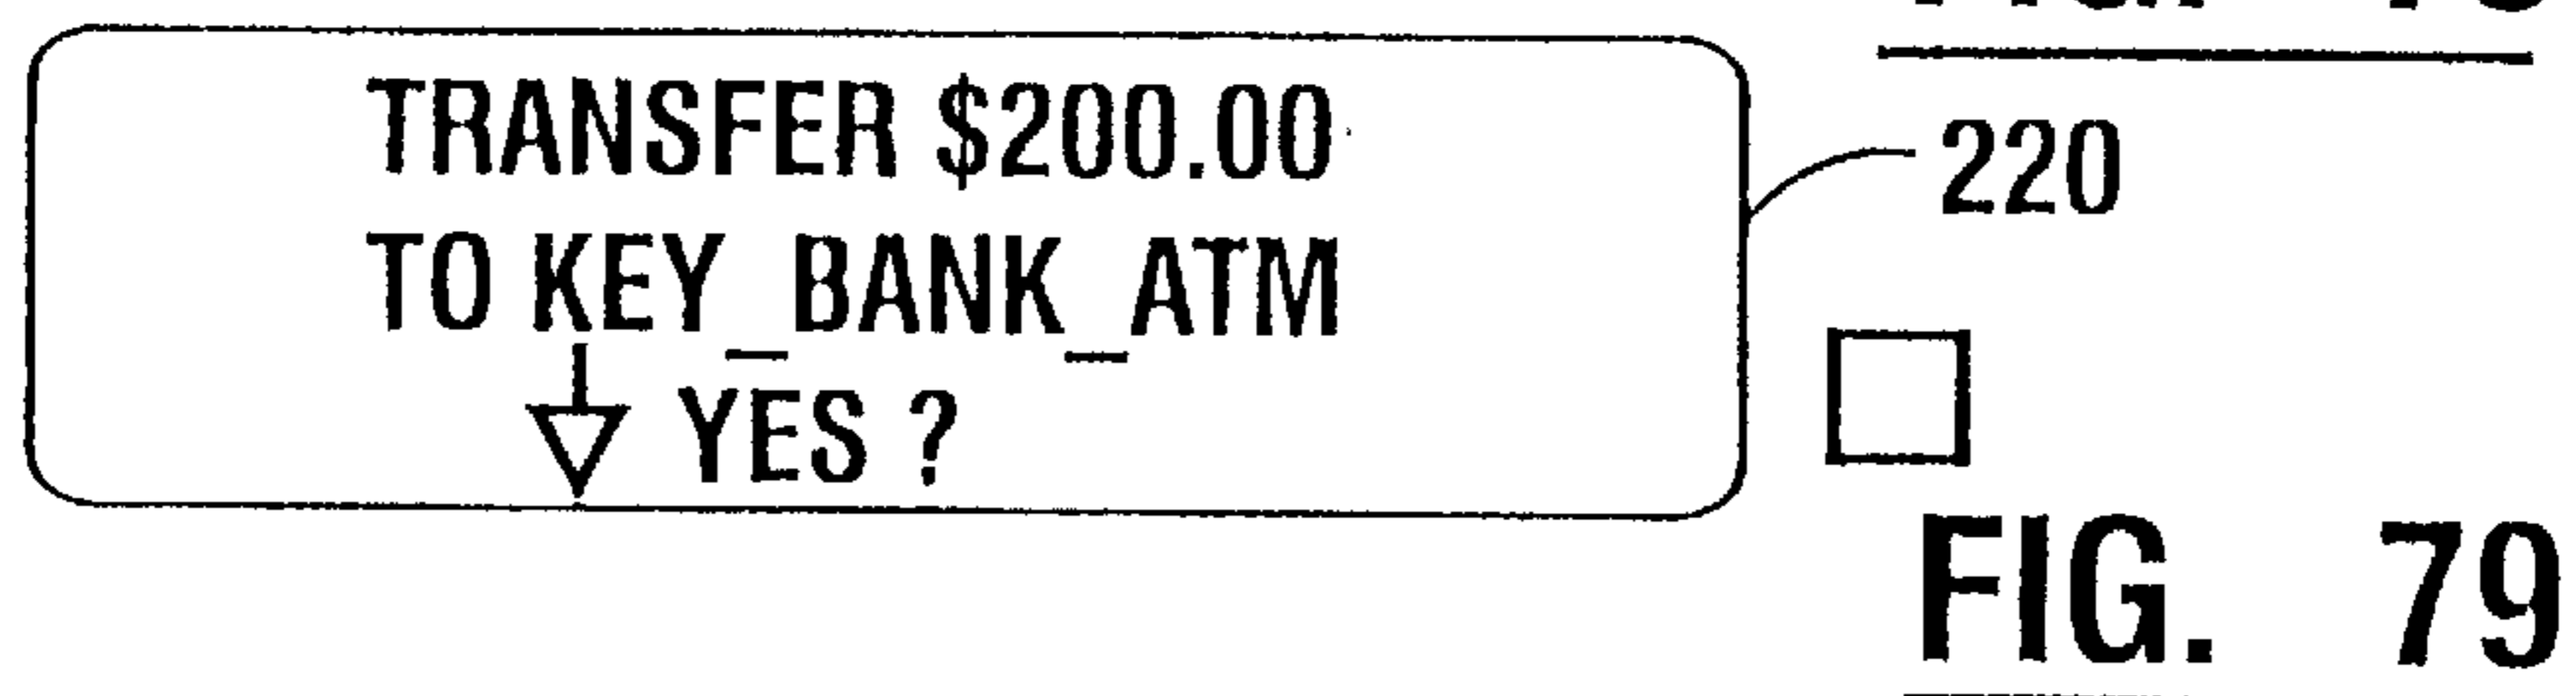 TRANSFER $200.00
TO KEY_BANK_ATM
YES ?
220
FIG. 79